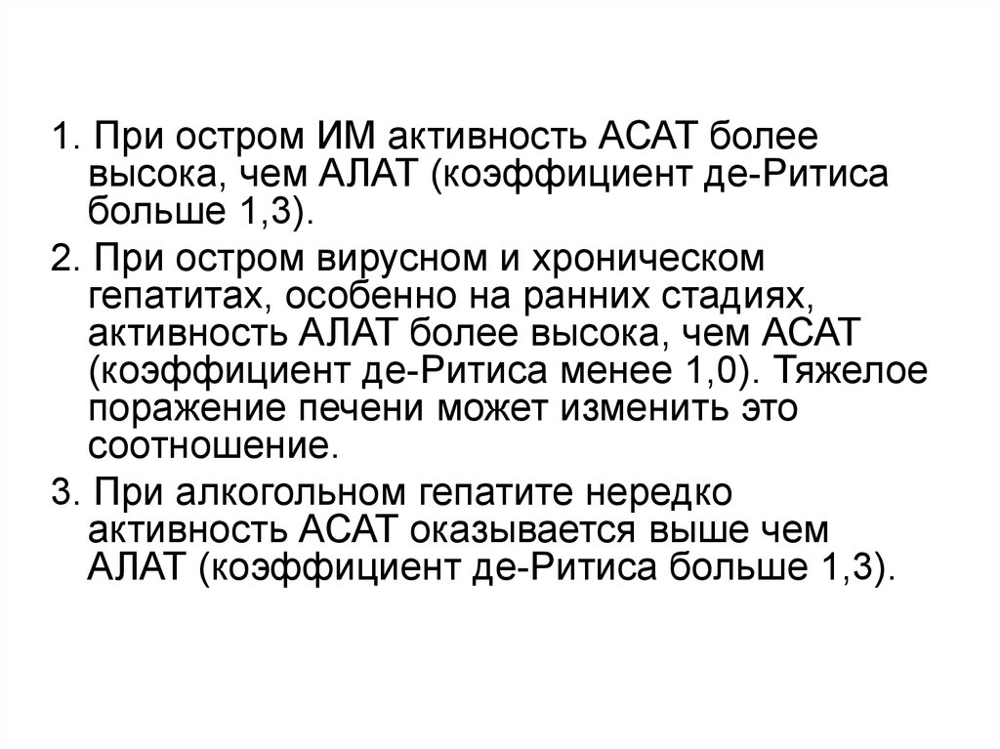 1. При остром ИМ активность АСАТ более
высока, чем АЛАТ (коэффициент де-Ритиса
больше 1,3).
2. При остром вирусном и хроническом
гепатитах, особенно на ранних стадиях,
активность АЛАТ более высока, чем АСАТ
(коэффициент де-Ритиса менее 1,0). Тяжелое
поражение печени может изменить это
соотношение.
3. При алкогольном гепатите нередко
активность АСАТ оказывается выше чем
АЛАТ (коэффициент де-Ритиса больше 1,3).